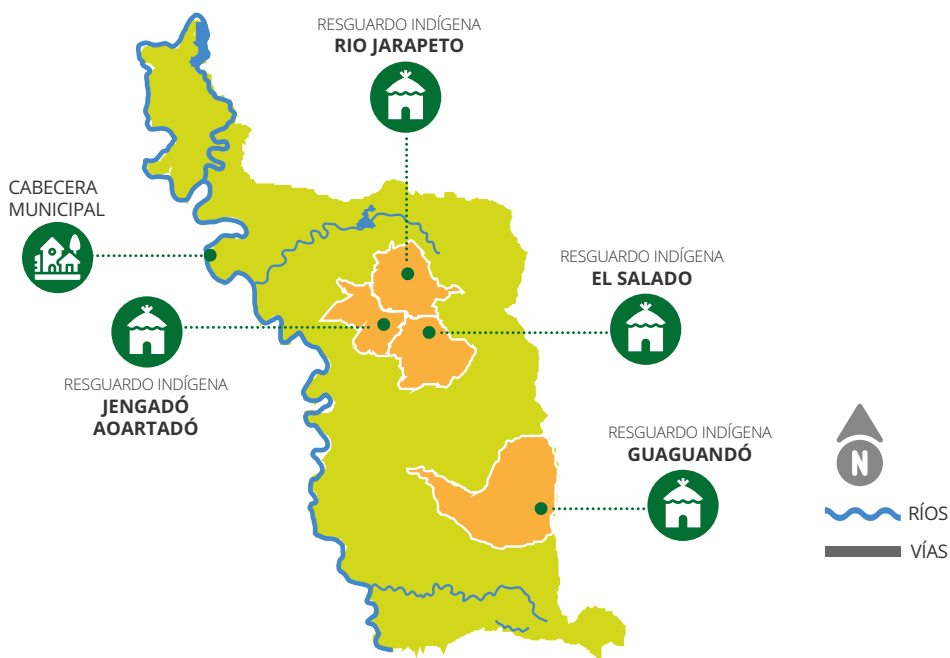 RESGUARDO INDÍGENA
RIO JARAPETO
CABECERA
MUNICIPAL
RESGUARDO INDÍGENA
EL SALADO
RESGUARDO INDÍGENA
JENGADÓ
AOARTADÓ
RESGUARDO INDÍGENA
GUAGUANDÓ
N
RÍOS
VÍAS